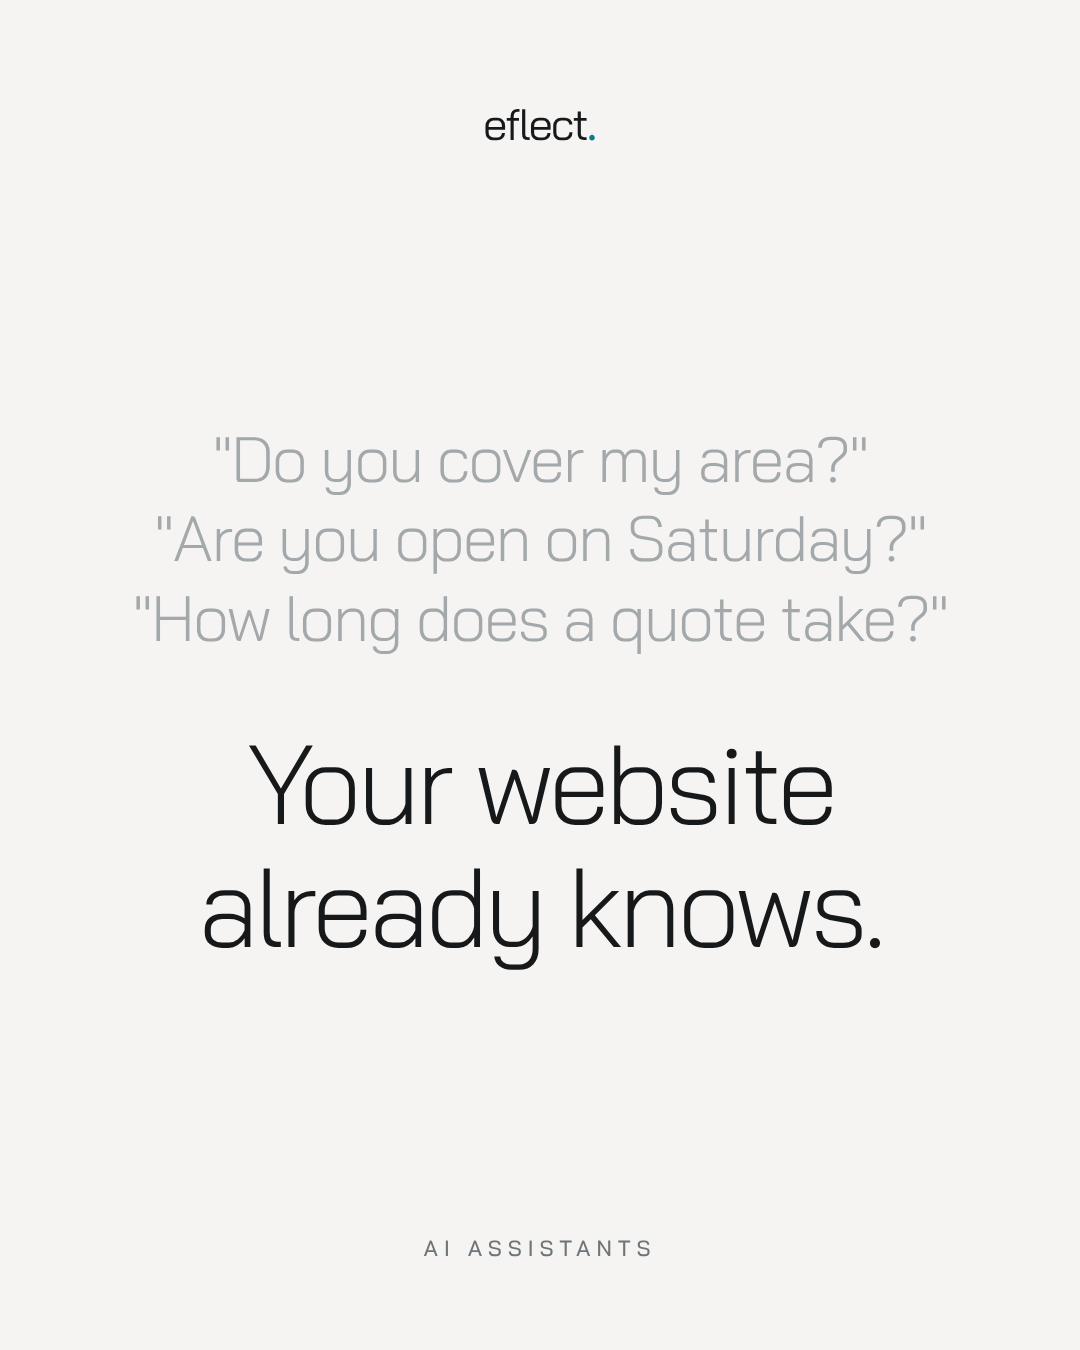 eflect.
"Do you cover my area?"
"Are you open on Saturday?"
"How long does a quote take?"
Your website
already knows.
AI ASSISTANTS